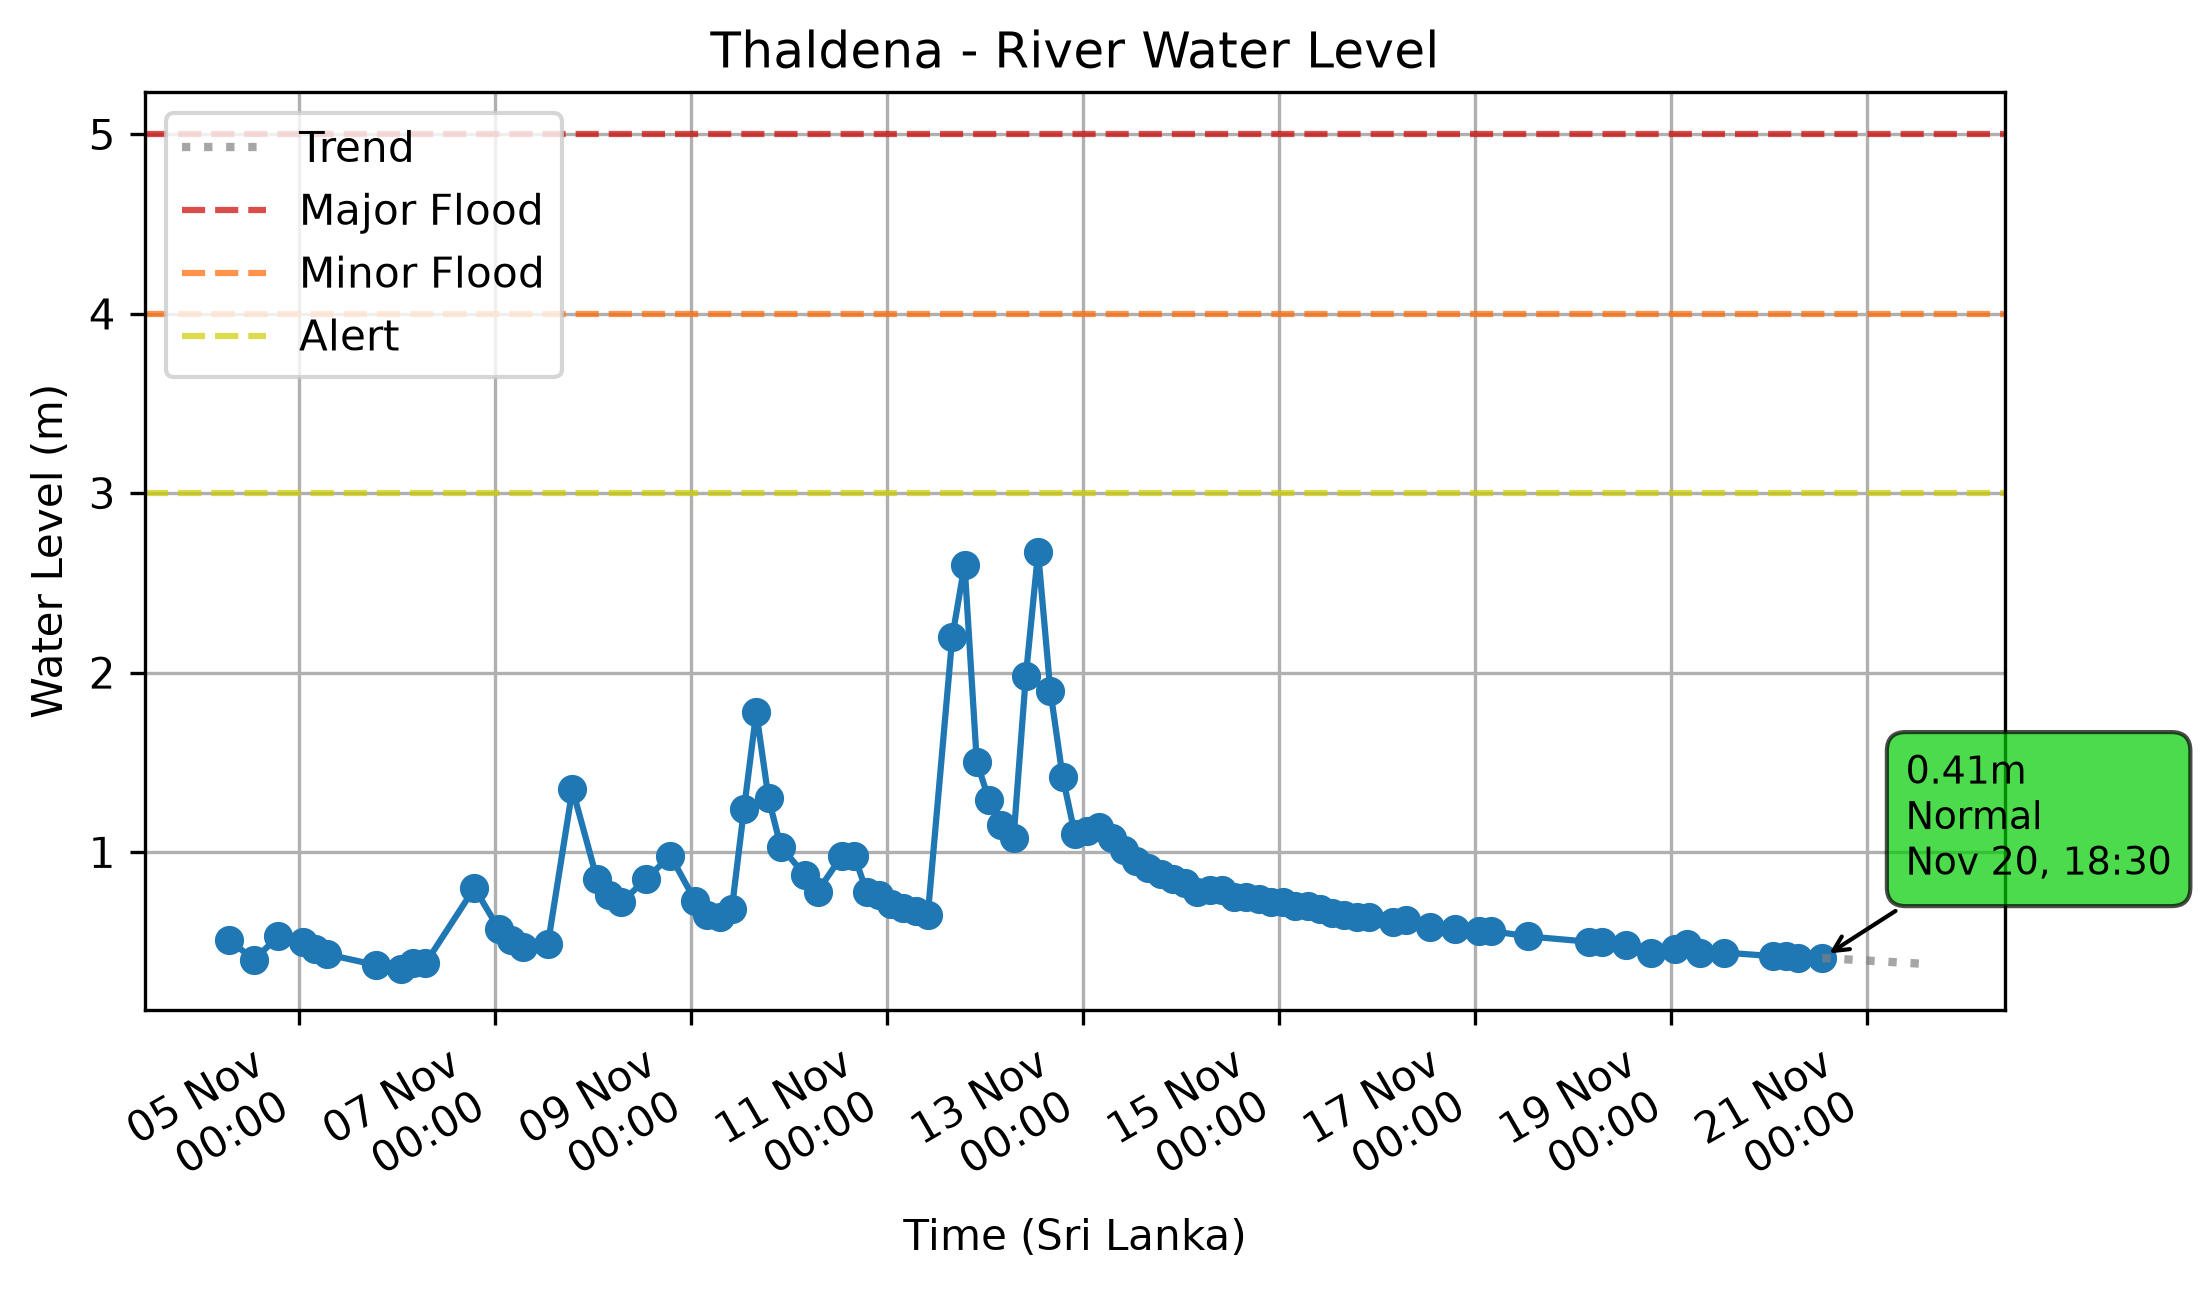 Thaldena - River Water Level
Trend
Major Flood
Minor Flood
Alert
5
4
3
2
1
Water Level (m)
0.41m
Normal
Nov 20, 18:30
05 Nov
00:00
07 Nov
00:00
09 Nov
00:00
11 Nov
00:00
13 Nov
00:00
15 Nov
00:00
17 Nov
00:00
19 Nov
00:00
21 Nov
00:00
Time (Sri Lanka)